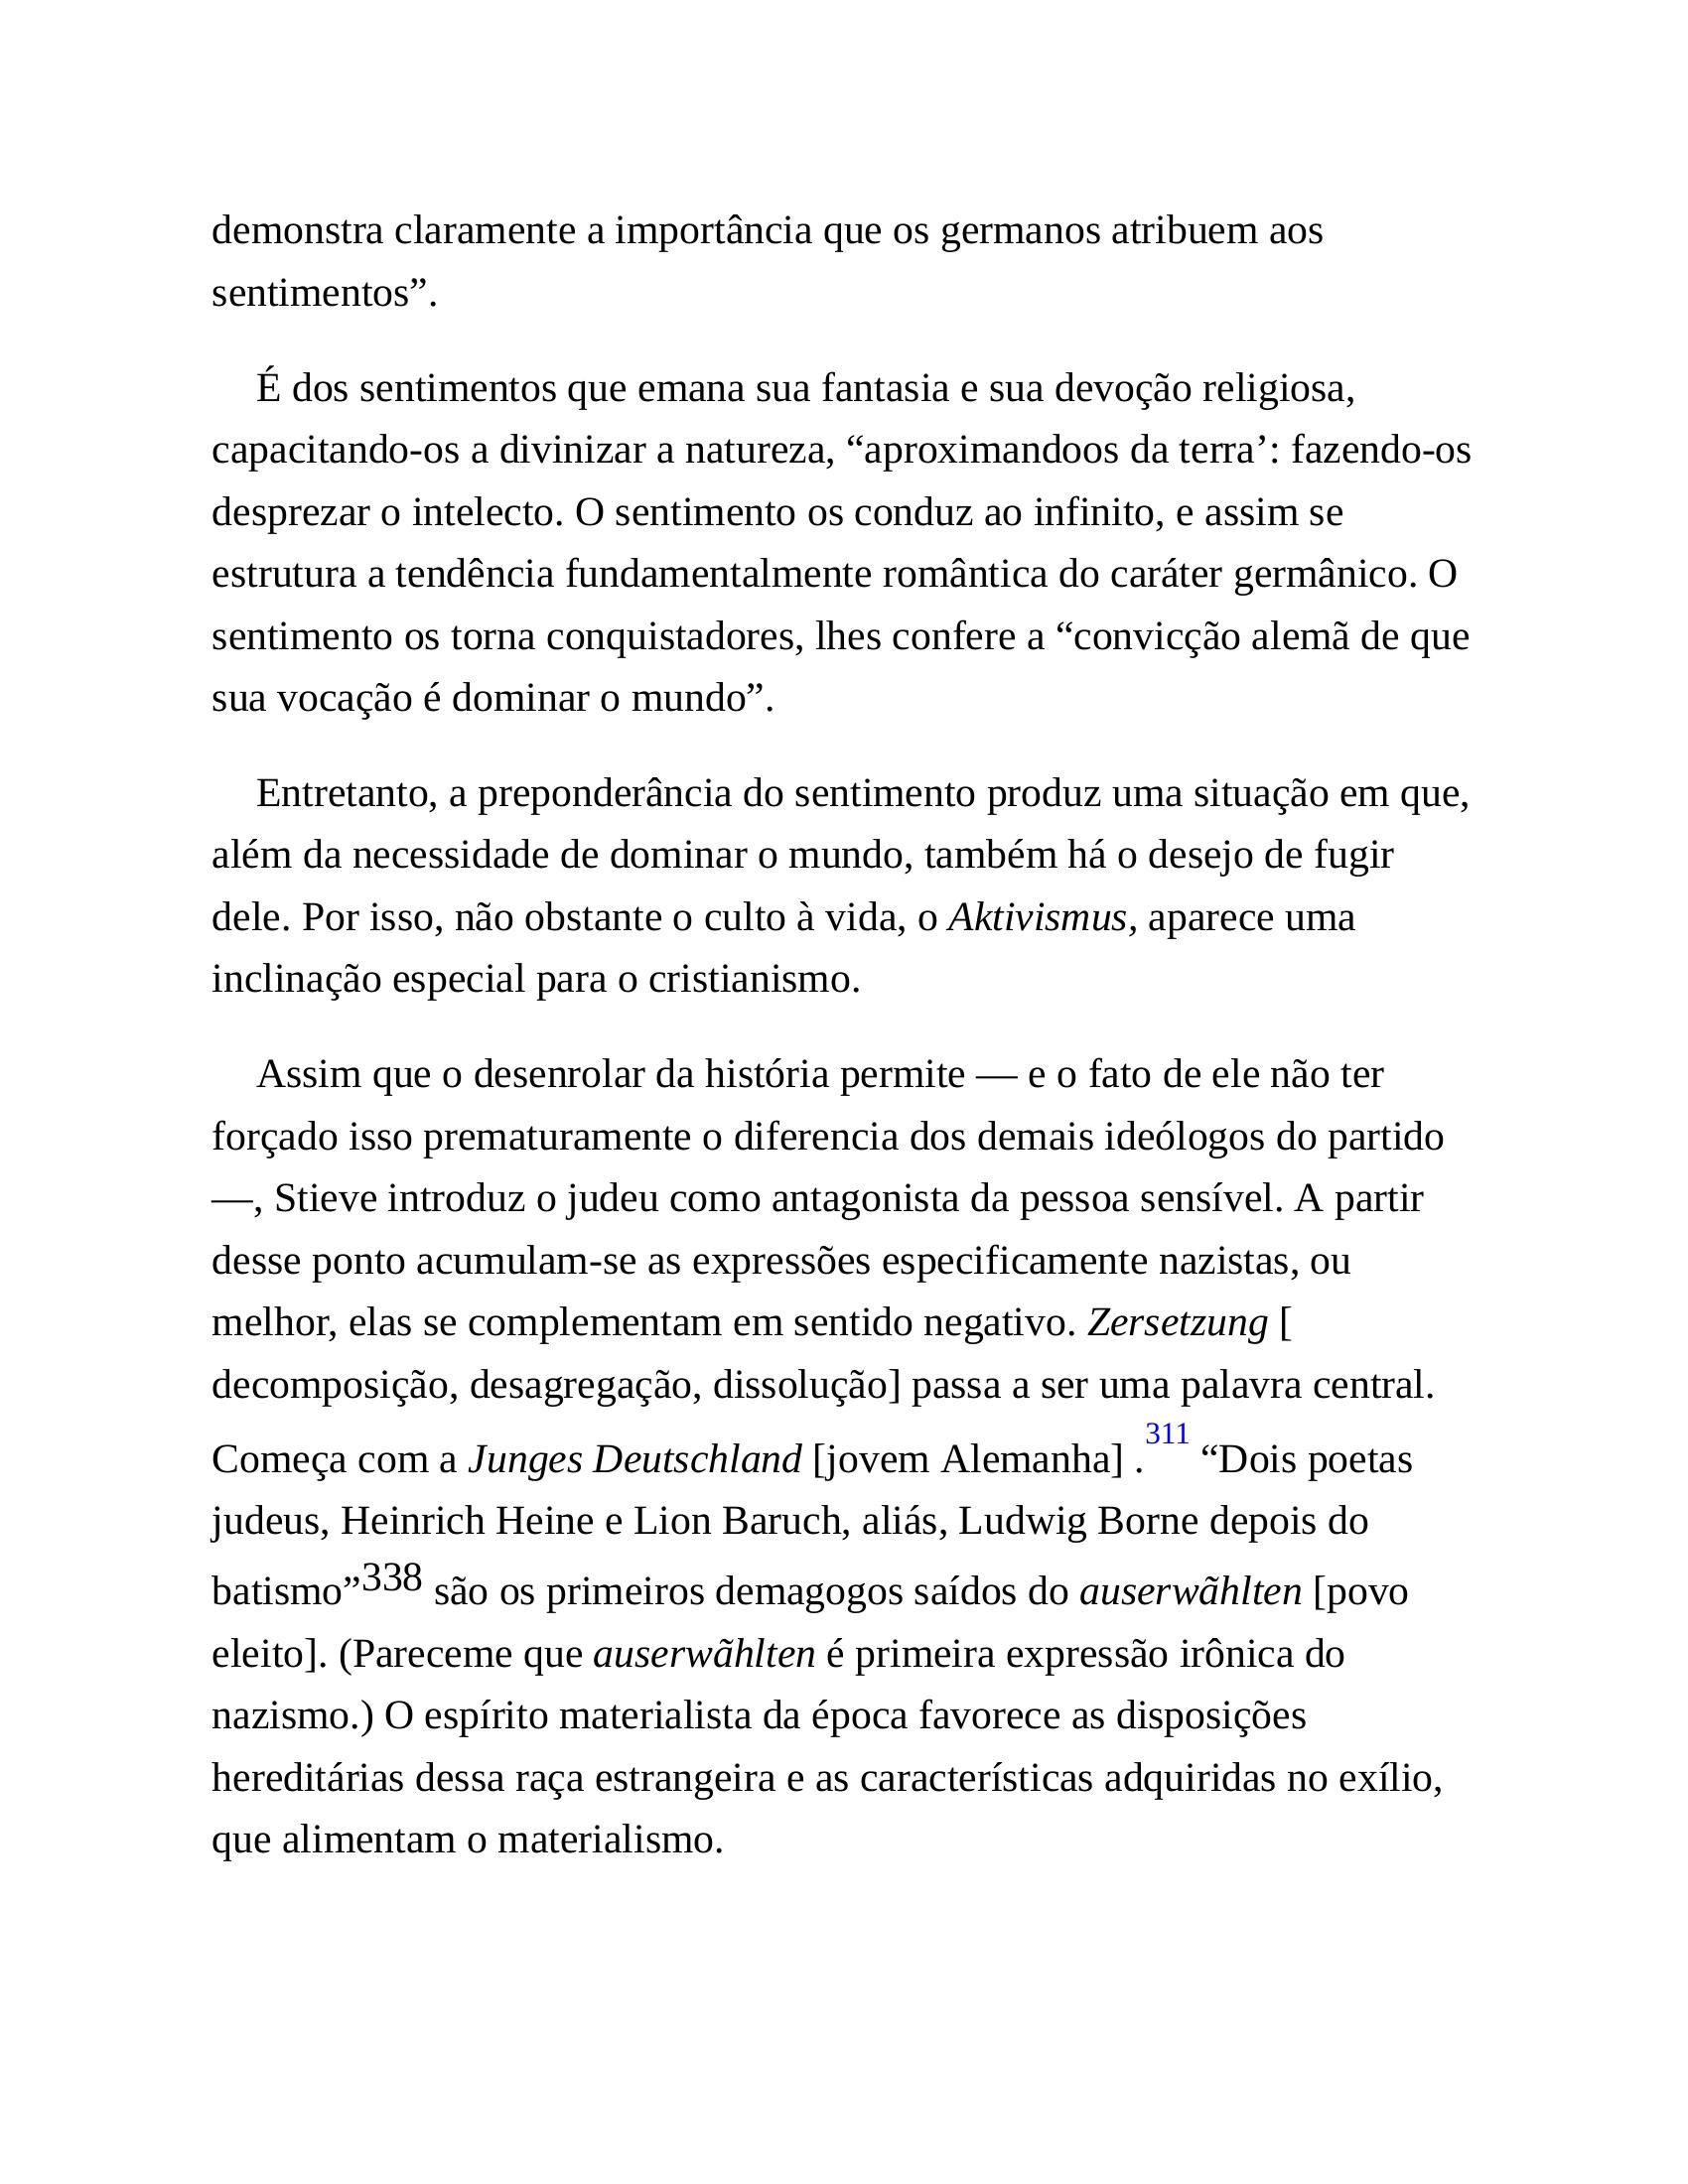 demonstra claramente a importância que os germanos atribuem aos
sentimentos”.
É dos sentimentos que emana sua fantasia e sua devoção religiosa,
capacitando-os a divinizar a natureza, “aproximandoos da terra’: fazendo-os
desprezar o intelecto. O sentimento os conduz ao infinito, e assim se
estrutura a tendência fundamentalmente romântica do caráter germânico. O
sentimento os torna conquistadores, lhes confere a “convicção alemã de que
sua vocação é dominar o mundo”.
Entretanto, a preponderância do sentimento produz uma situação em que,
além da necessidade de dominar o mundo, também há o desejo de fugir
dele. Por isso, não obstante o culto à vida, o Aktivismus, aparece uma
inclinação especial para o cristianismo.
Assim que o desenrolar da história permite — e o fato de ele não ter
forçado isso prematuramente o diferencia dos demais ideólogos do partido
—, Stieve introduz o judeu como antagonista da pessoa sensível. A partir
desse ponto acumulam-se as expressões especificamente nazistas, ou
melhor, elas se complementam em sentido negativo. Zersetzung [
decomposição, desagregação, dissolução] passa a ser uma palavra central.
Começa com a Junges Deutschland [jovem Alemanha] .311 “Dois poetas
judeus, Heinrich Heine e Lion Baruch, aliás, Ludwig Borne depois do
batismo”338 são os primeiros demagogos saídos do auserwãhlten [povo
eleito]. (Pareceme que auserwãhlten é primeira expressão irônica do
nazismo.) O espírito materialista da época favorece as disposições
hereditárias dessa raça estrangeira e as características adquiridas no exílio,
que alimentam o materialismo.